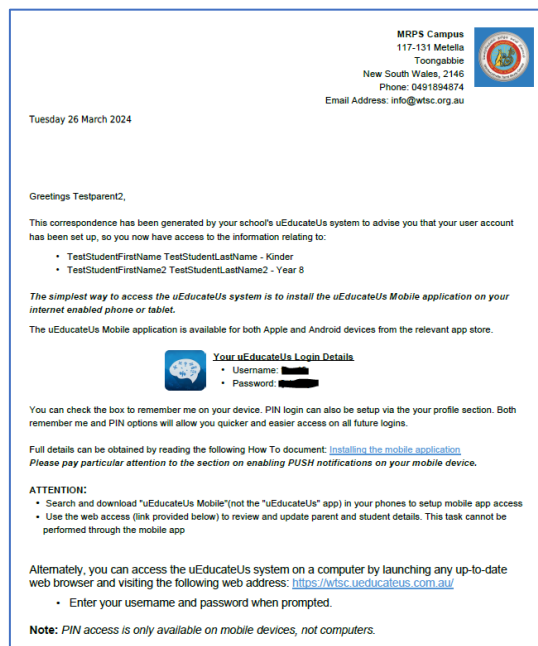 MRPS Campus
117-131 Metella
Toongabbie
New South Wales, 2146
Phone: 0491894874
Email Address: info@wtsc.org.au
Tuesday 26 March 2024
Greetings Testparent2,
This correspondence has been generated by your school's uEducateUs system to advise you that your user account
has been set up, so you now have access to the information relating to:
• TestStudentFirstName TestStudentLastName - Kinder
• TestStudentFirstName2 TestStudentLastName2 - Year 8
The simplest way to access the uEducateUs system is to install the uEducateUs Mobile application on your
internet enabled phone or tablet.
The uEducateUs Mobile application is available for both Apple and Android devices from the relevant app store.
Your uEducateUs Login Details
• Username:
• Password:
You can check the box to remember me on your device. PIN login can also be setup via the your profile section. Both
remember me and PIN options will allow you quicker and easier access on all future logins.
Full details can be obtained by reading the following How To document: Installing the mobile application
Please pay particular attention to the section on enabling PUSH notifications on your mobile device.
ATTENTION:
• Search and download "uEducateUs Mobile"(not the "uEducateUs" app) in your phones to setup mobile app access
• Use the web access (link provided below) to review and update parent and student details. This task cannot be
performed through the mobile app
Alternately, you can access the uEducateUs system on a computer by launching any up-to-date
web browser and visiting the following web address: https://wtsc.ueducateus.com.au/
• Enter your username and password when prompted.
Note: PIN access is only available on mobile devices, not computers.